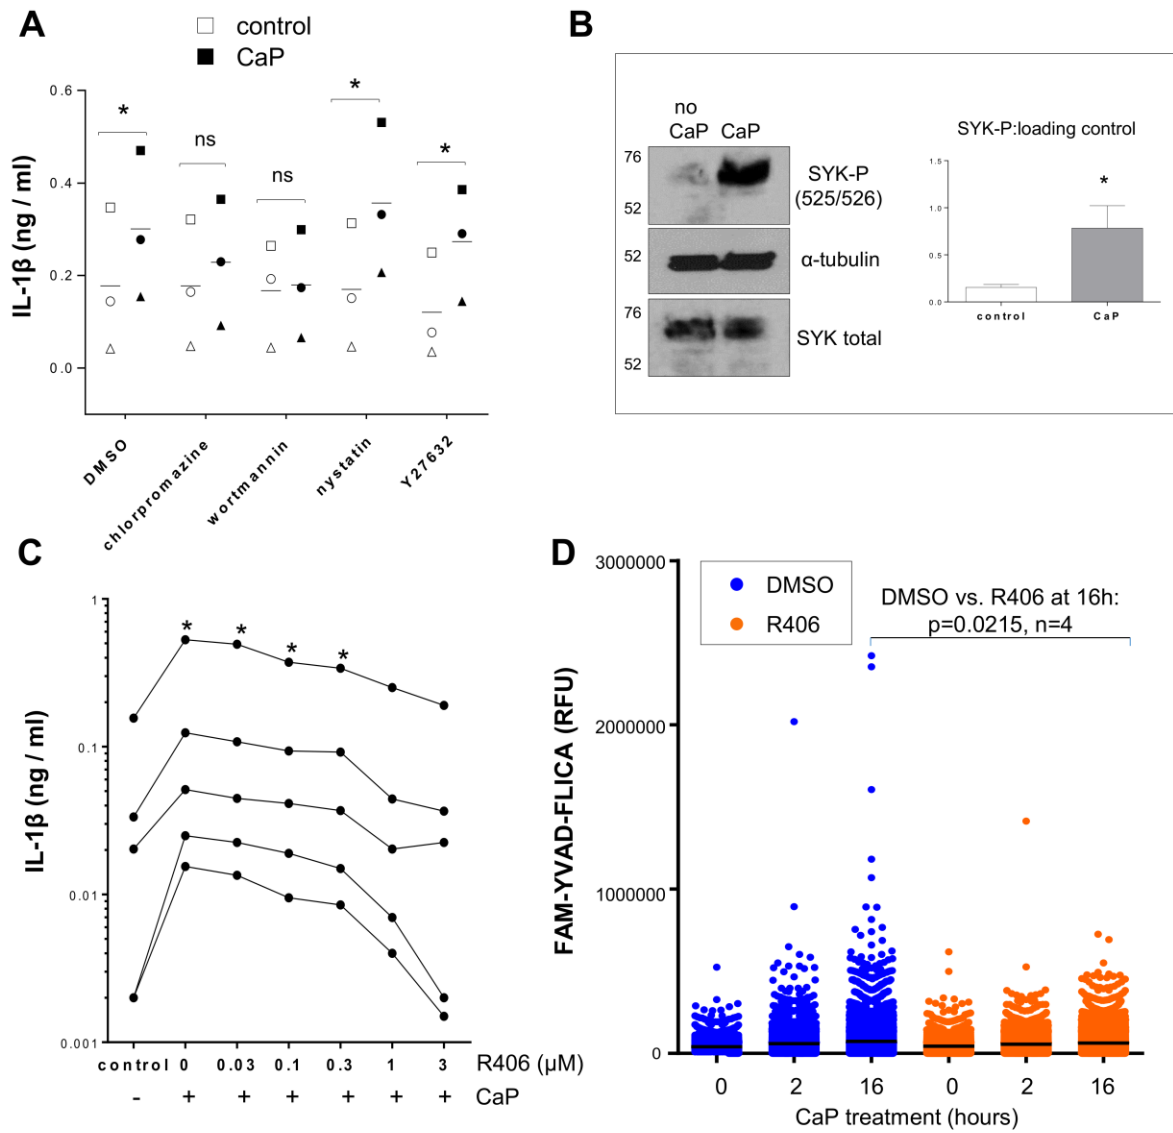 A
control
CaP
IL-1β (ng / ml)
0.6
0.4
0.2
0.0
*
ns
ns
*
*
DMSO
chlorpromazine
wortmannin
nystatin
Y27632
B
no
CaP CaP
76
52
SYK-P
(525/526)
52
α-tubulin
76
52
SYK total
SYK-P:loading control
1.5
1.0
0.5
0.0
*
control CaP
C
IL-1β (ng / ml)
1
0.1
0.01
0.001
* * * *
control 0 0.03 0.1 0.3 1 3 R406 (μM)
- + + + + + + CaP
D
FAM-YVAD-FLICA (RFU)
3000000
2000000
1000000
0
DMSO
R406
DMSO vs. R406 at 16h:
p=0.0215, n=4
0 2 16 0 2 16
CaP treatment (hours)